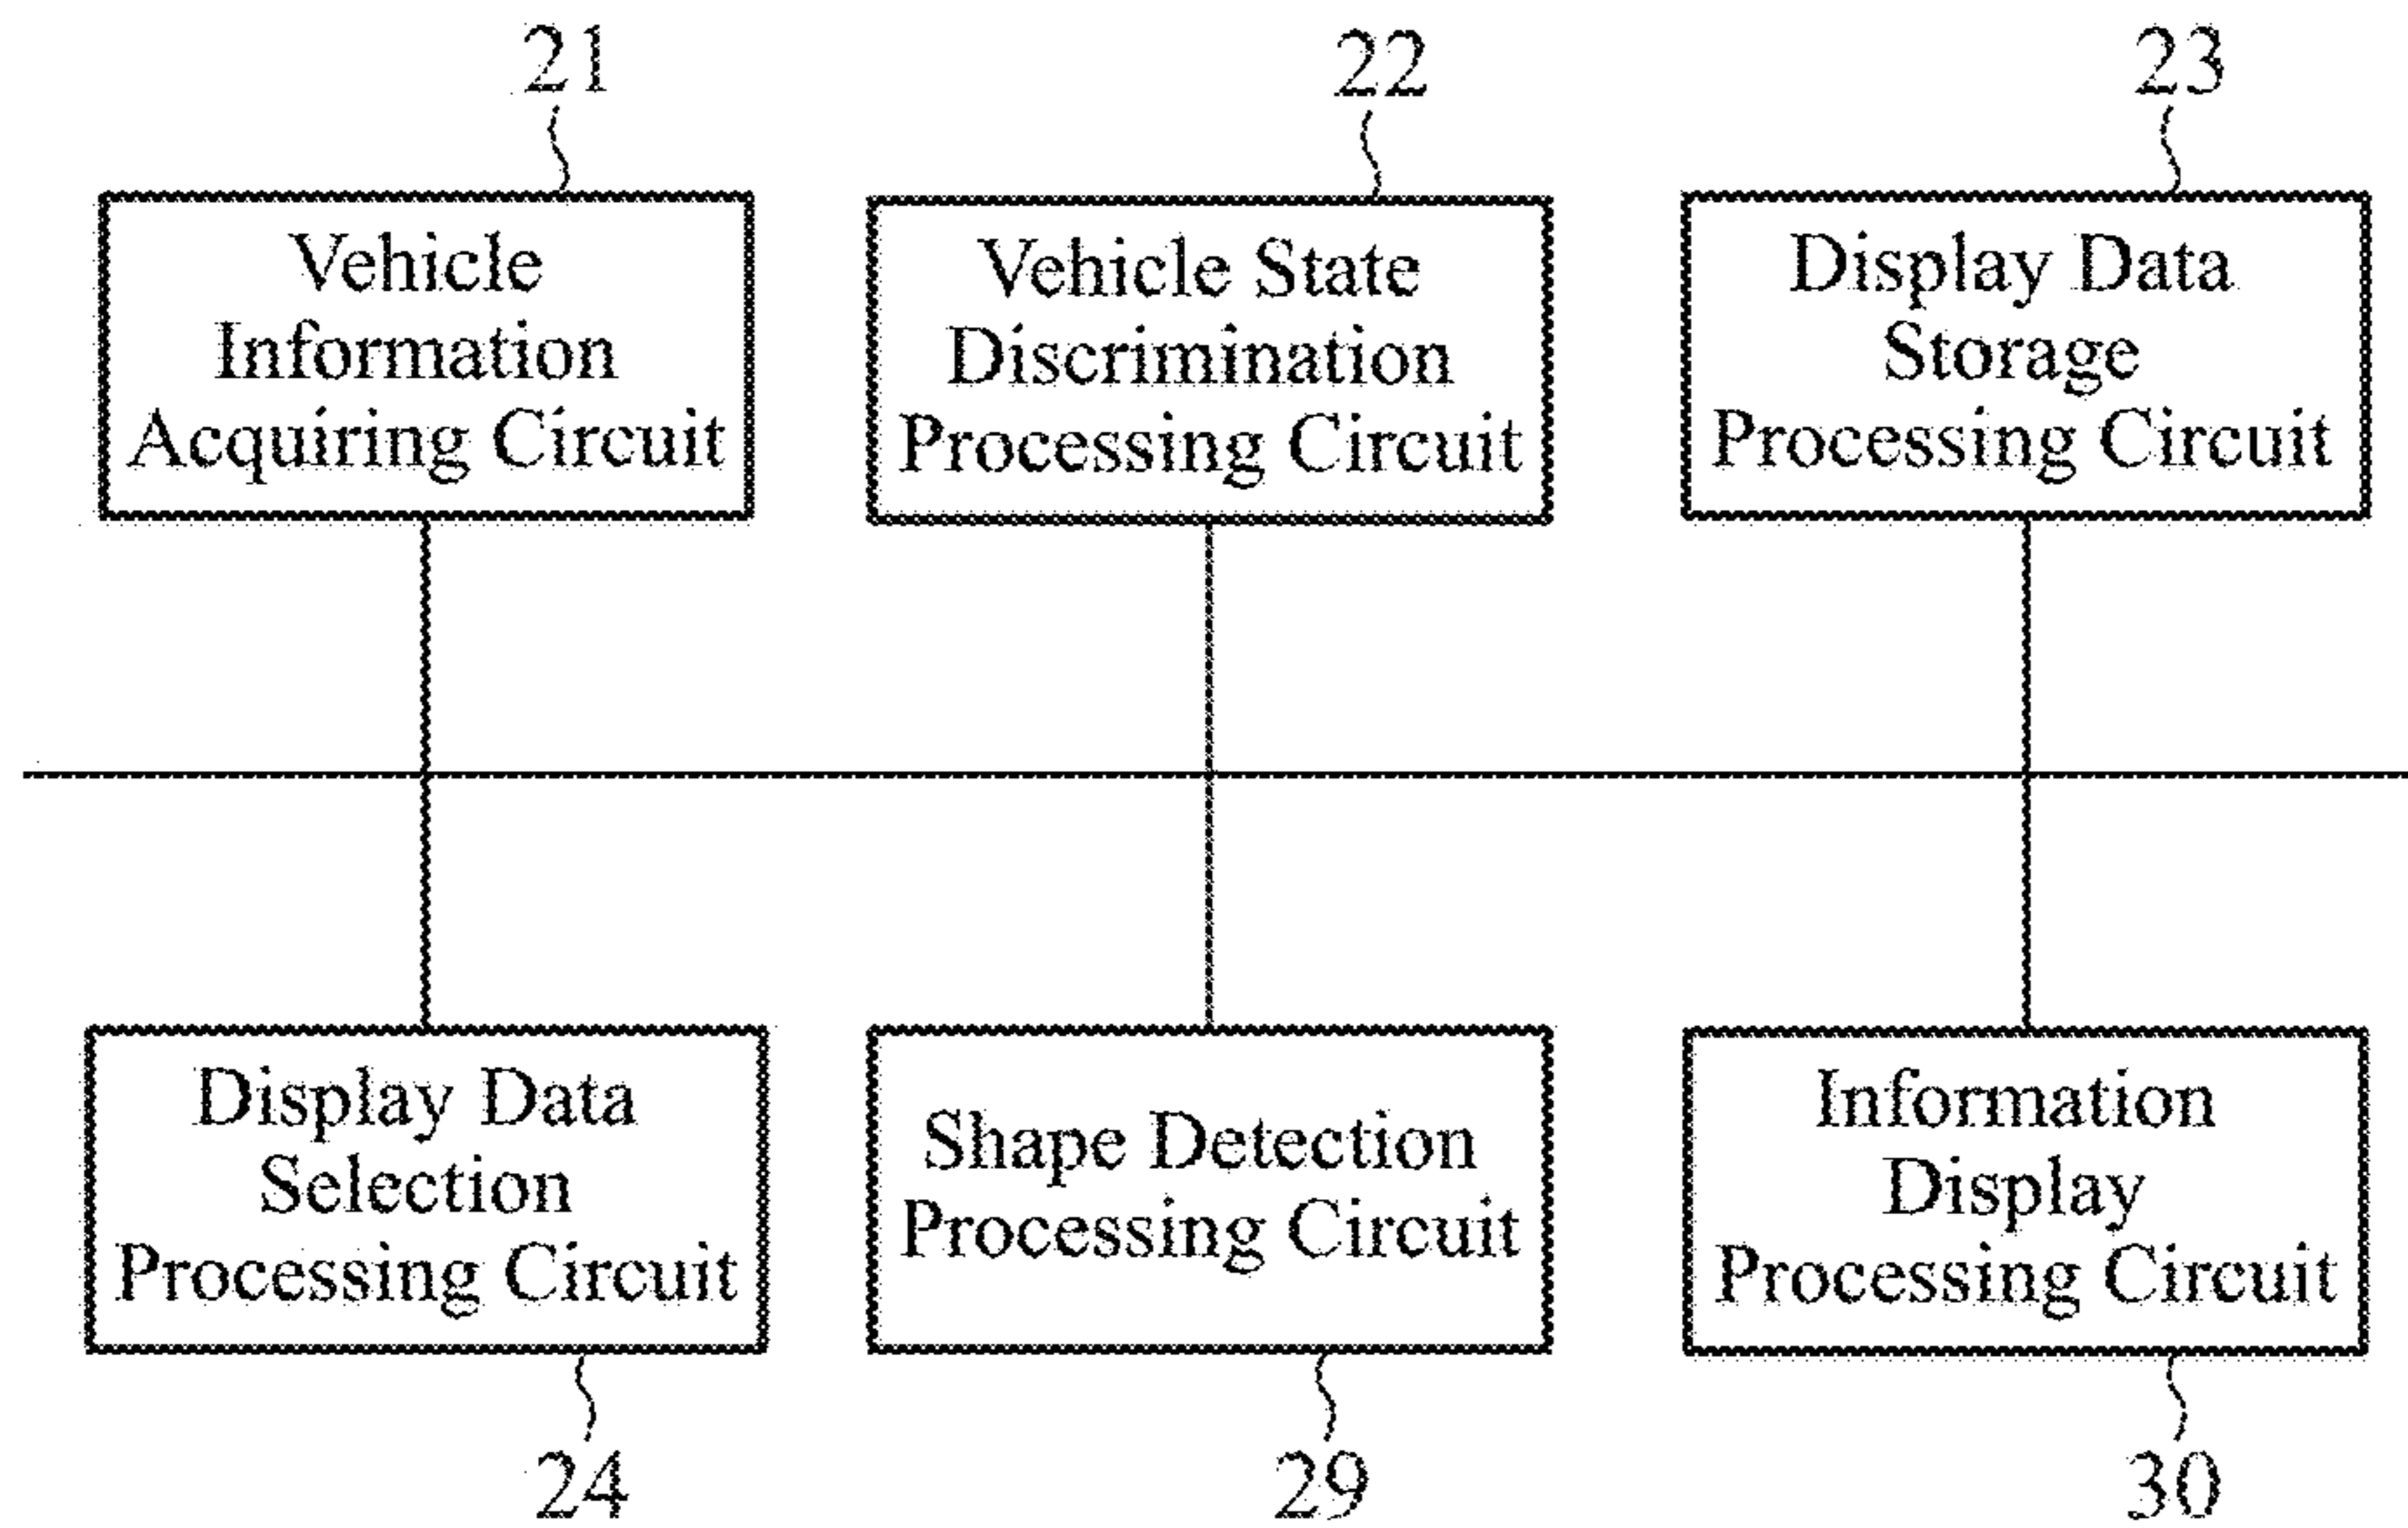 21
22
23
Vehicle
Information
Acquiring Circuit
Vehicle State
Discrimination
Processing Circuit
Display Data
Storage
Processing Circuit
Display Data
Selection
Processing Circuit
Shape Detection
Processing Circuit
Information
Display
Processing Circuit
24
29
30